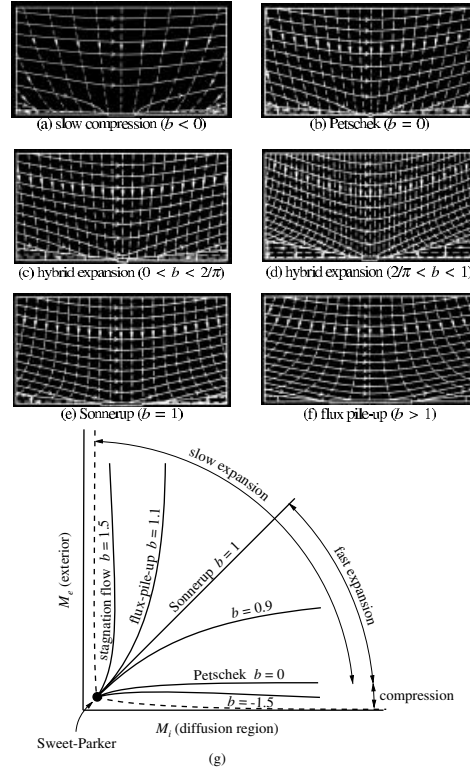 (a) slow compression (b < 0)
(b) Petschek (b = 0)
(c) hybrid expansion (0 < b < 2/π)
(d) hybrid expansion (2/π < b < 1)
(e) Sonnerup (b = 1)
(f) flux pile-up (b > 1)
slow expansion
stagnation flow b = 1.5
flux-pile-up b = 1.1
Sonnerup b = 1
fast expansion
M_e (exterior)
b = 0.9
Petschek b = 0
compression
b = -1.5
Sweet-Parker
M_i (diffusion region)
(g)